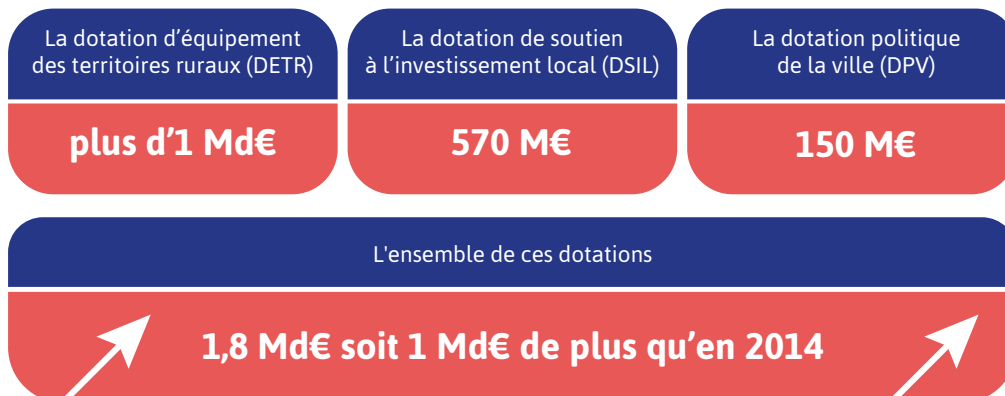 La dotation d’équipement
des territoires ruraux (DETR)
plus d’1 Md€
La dotation de soutien
à l’investissement local (DSIL)
570 M€
La dotation politique
de la ville (DPV)
150 M€
L'ensemble de ces dotations
1,8 Md€ soit 1 Md€ de plus qu’en 2014